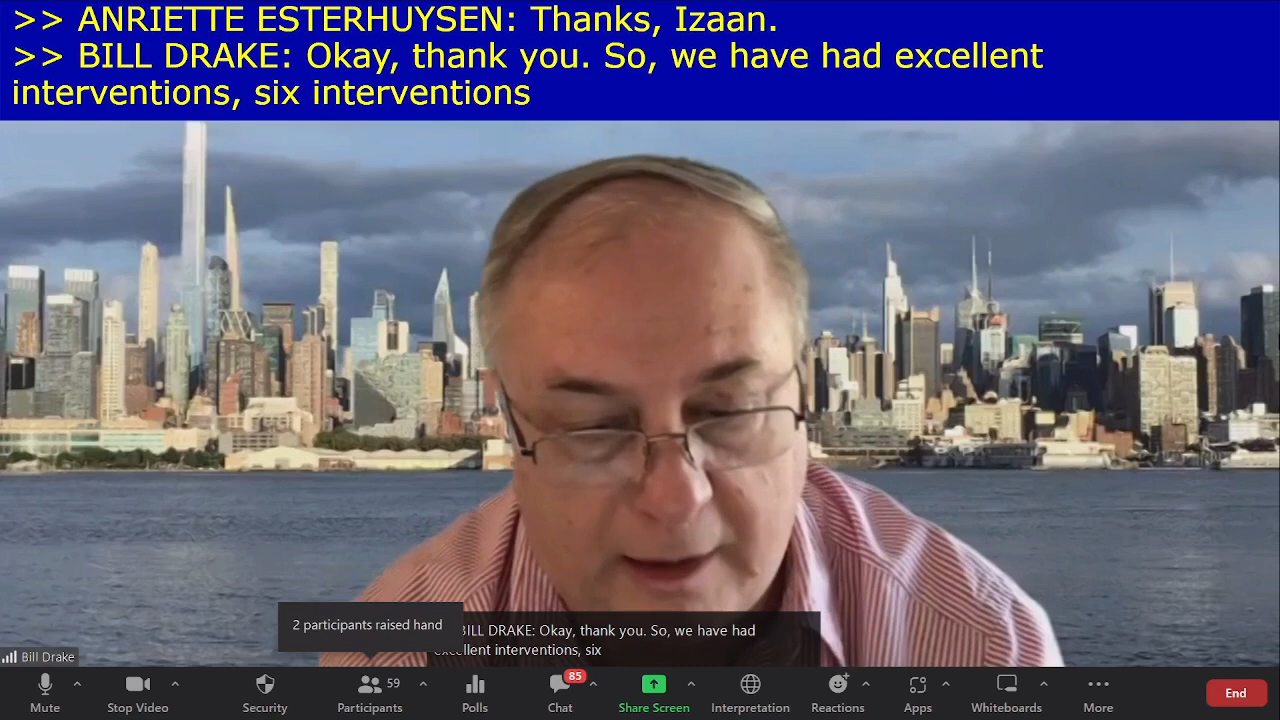 >> ANRIETTE ESTERHUYSEN: Thanks, Izaan.
>> BILL DRAKE: Okay, thank you. So, we have had excellent
interventions, six interventions
2 participants raised hand
BILL DRAKE: Okay, thank you. So, we have had
excellent interventions, six
Bill Drake
59
85
Mute
Stop Video
Security
Participants
Polls
Chat
Share Screen
Interpretation
Reactions
Apps
Whiteboards
More
End